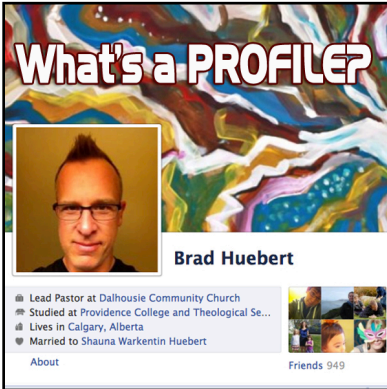 What's a PROFILE?
Brad Huebert
Lead Pastor at Dalhousie Community Church
Studied at Providence College and Theological Se...
Lives in Calgary, Alberta
Married to Shauna Warkentin Huebert
About
Friends 949